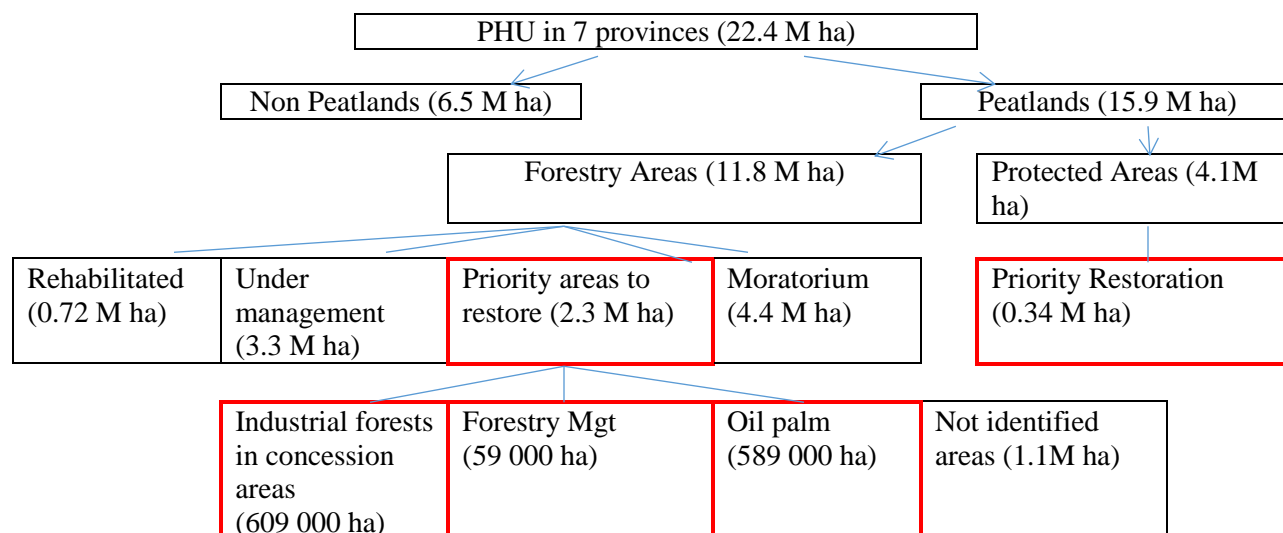 PHU in 7 provinces (22.4 M ha)
Non Peatlands (6.5 M ha)
Peatlands (15.9 M ha)
Forestry Areas (11.8 M ha)
Protected Areas (4.1M
ha)
Rehabilitated
(0.72 M ha)
Under
management
(3.3 M ha)
Priority areas to
restore (2.3 M ha)
Moratorium
(4.4 M ha)
Priority Restoration
(0.34 M ha)
Industrial forests
in concession
areas
(609 000 ha)
Forestry Mgt
(59 000 ha)
Oil palm
(589 000 ha)
Not identified
areas (1.1M ha)